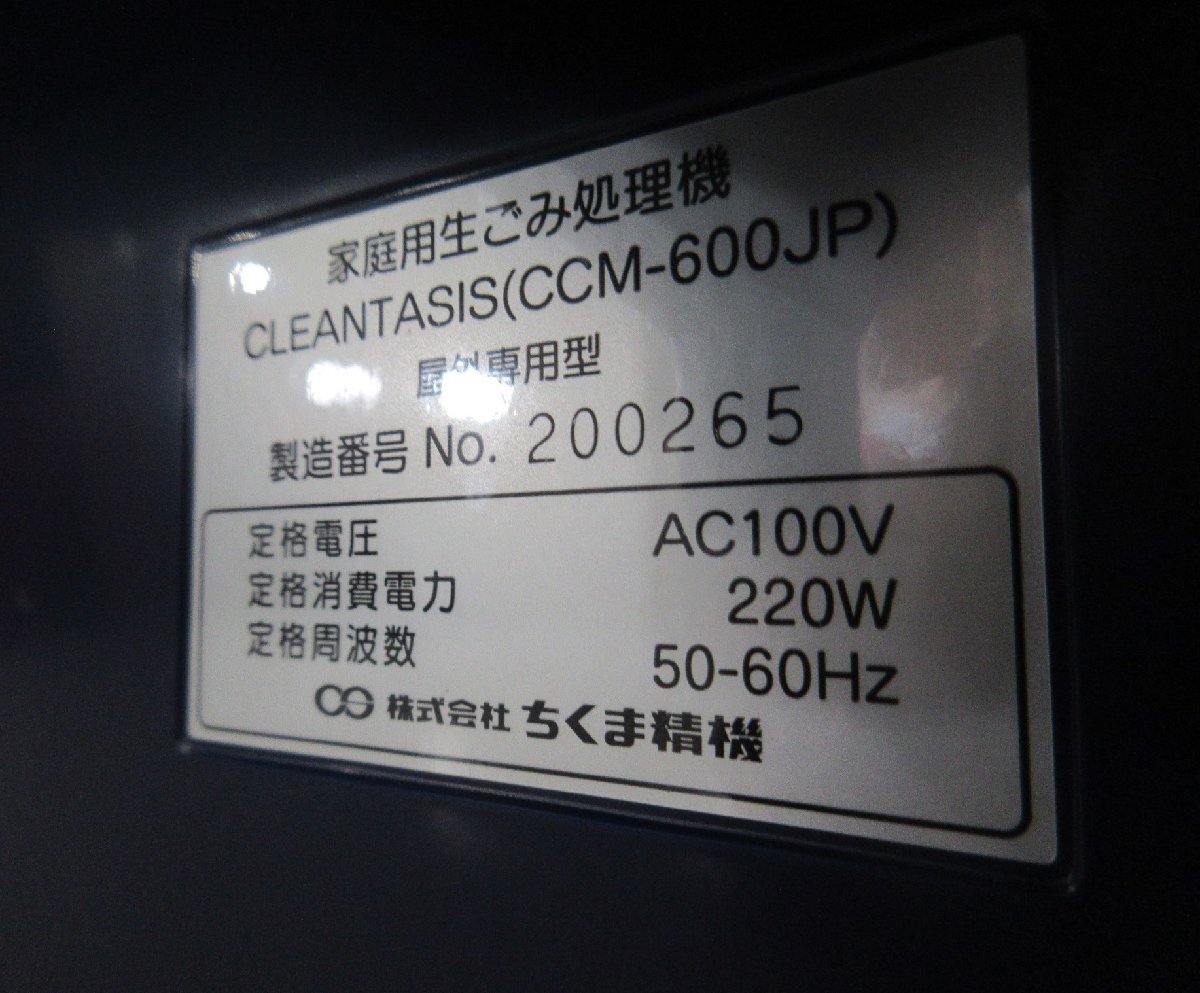 家庭用生ごみ処理機
CLEANTASIS(CCM-600JP)
屋外専用型
製造番号 No. 200265
定格電圧 AC100V
定格消費電力 220W
定格周波数 50-60Hz
株式会社 ちくま精機